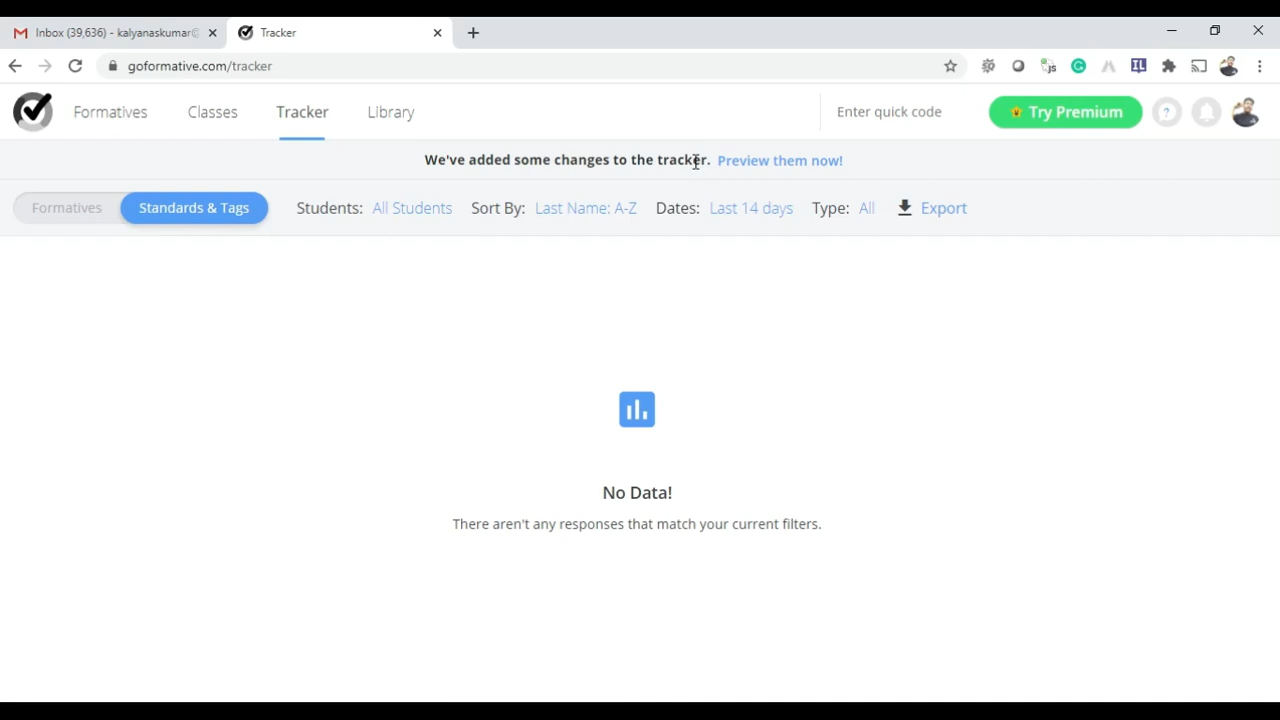 Inbox (39,636) - kalyanaskumar@
Tracker
goformative.com/tracker
Formatives
Classes
Tracker
Library
Enter quick code
Try Premium
We've added some changes to the tracker. Preview them now!
Formatives
Standards & Tags
Students: All Students
Sort By: Last Name: A-Z
Dates: Last 14 days
Type: All
Export
No Data!
There aren't any responses that match your current filters.